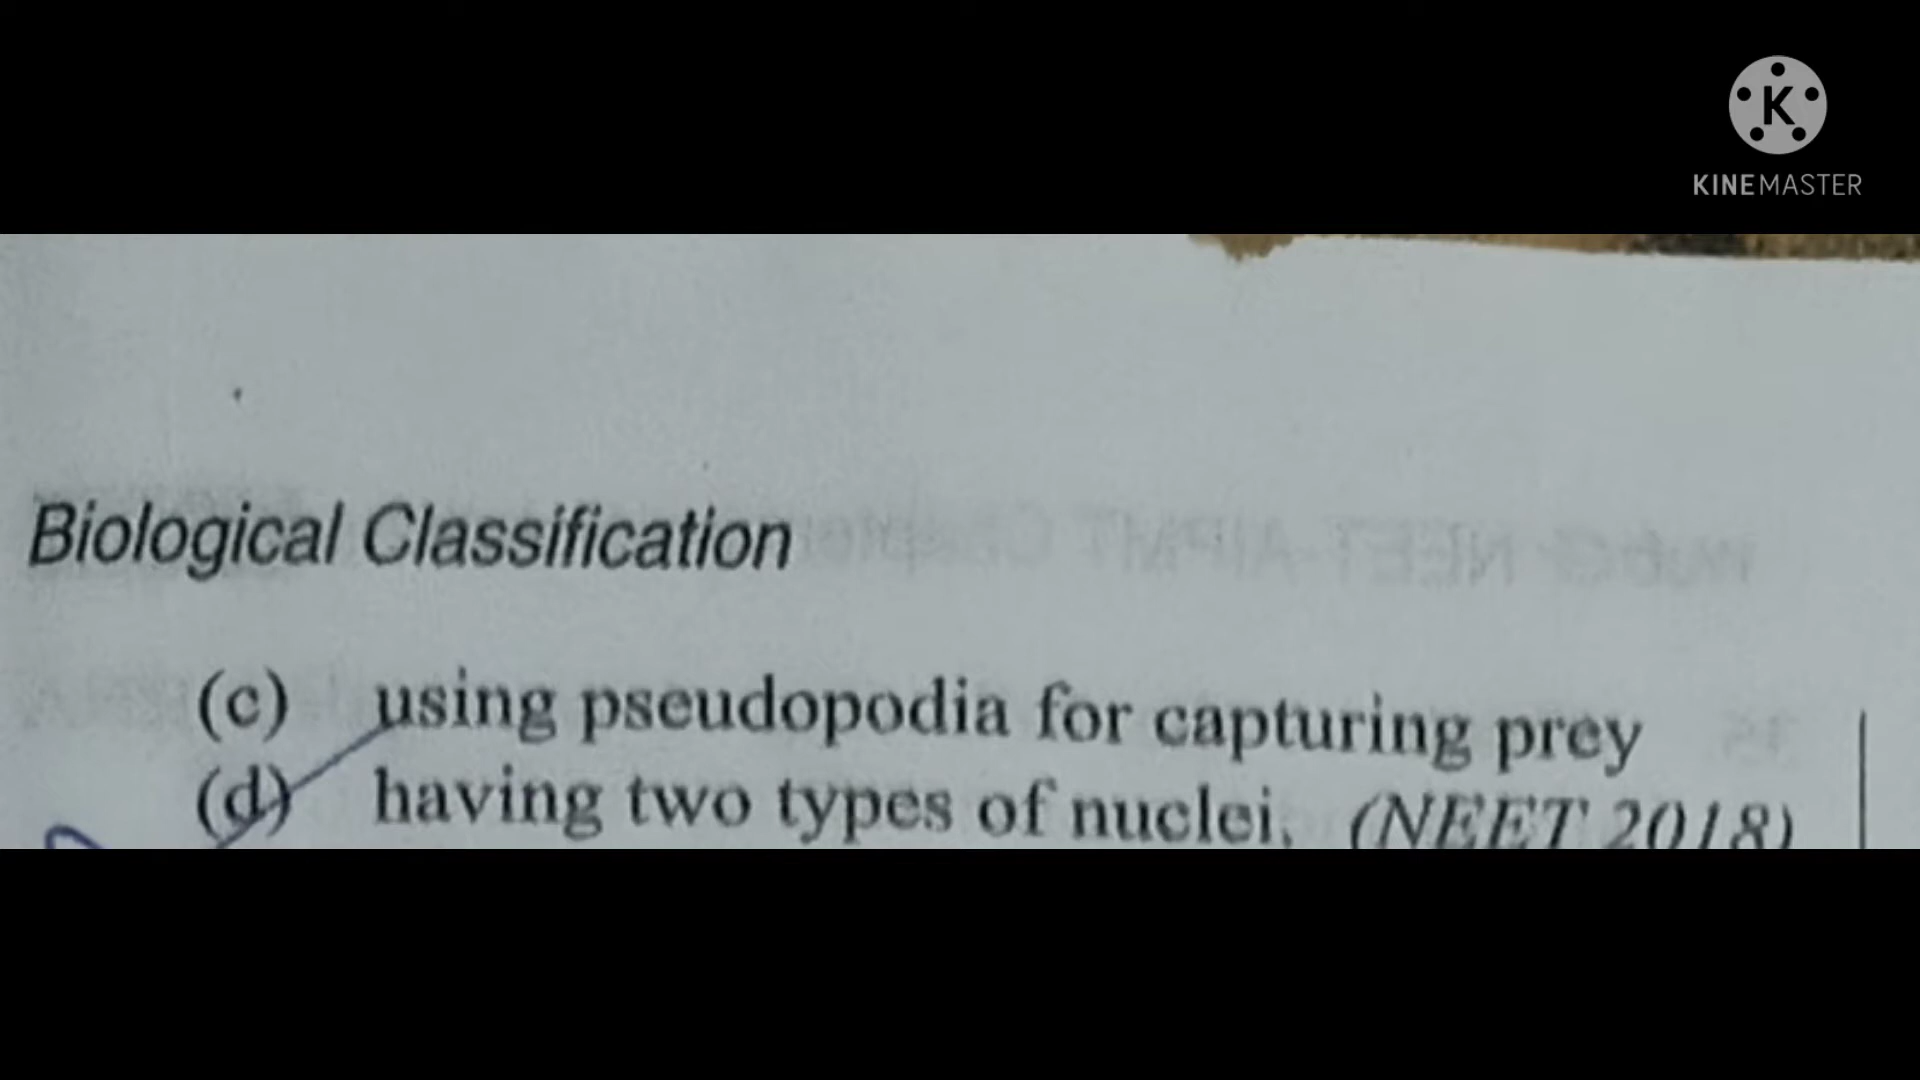 K
KINEMASTER
Biological Classification
(c) using pseudopodia for capturing prey
(d) having two types of nuclei. (NEET 2018)